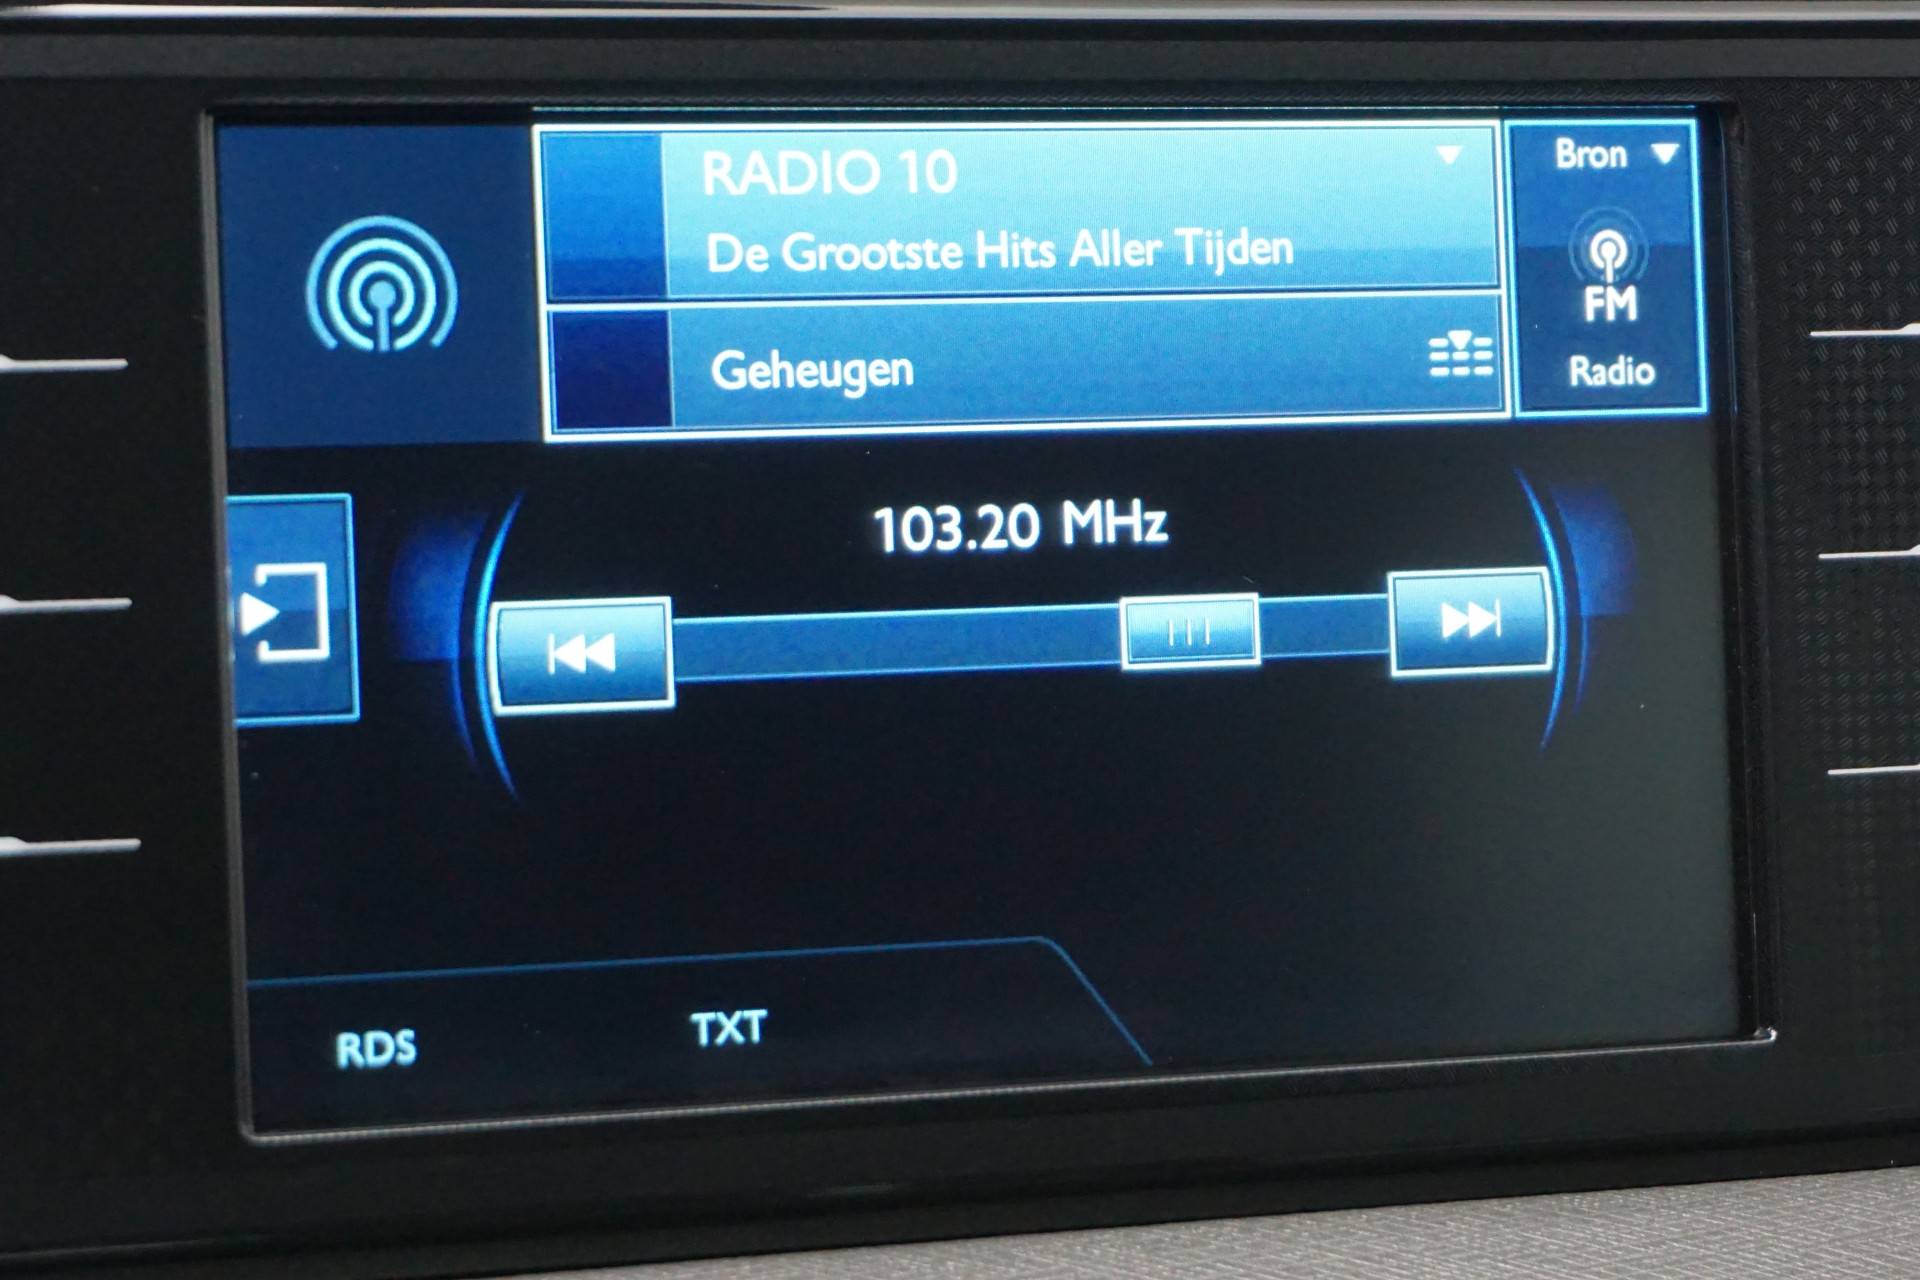 RADIO 10
De Grootste Hits Aller Tijden
Geheugen
Bron
FM
Radio
103.20 MHz
RDS
TXT